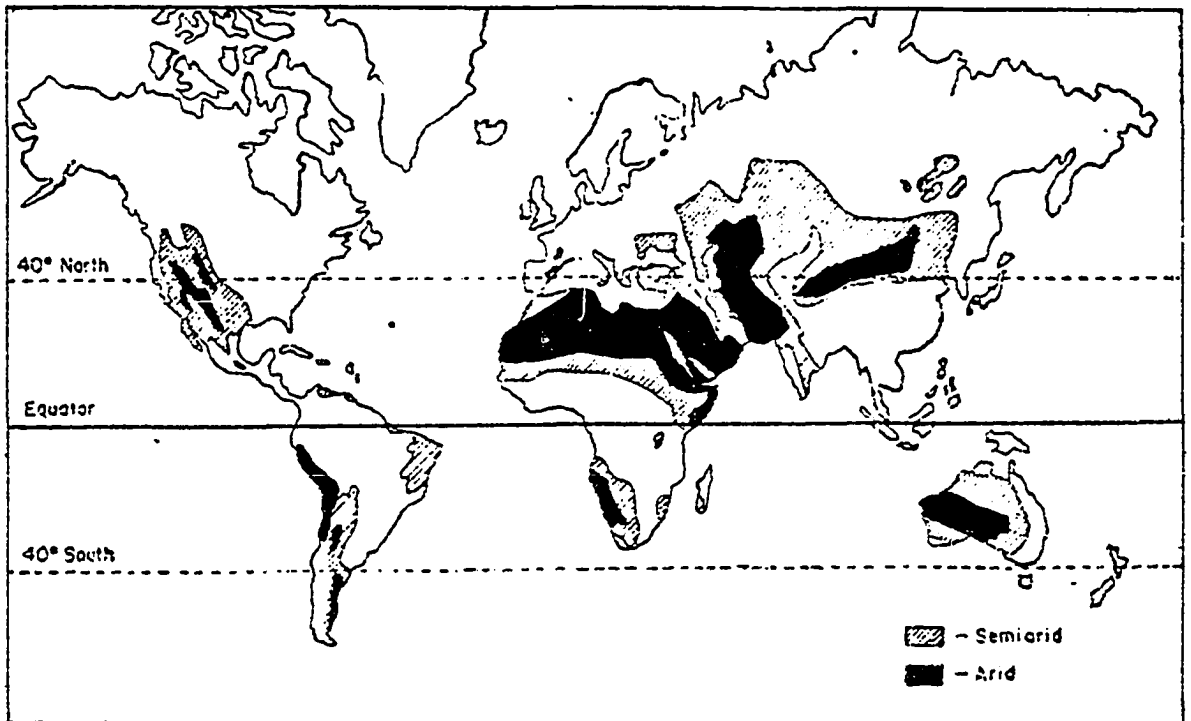 40° North
Equator
40° South
– Semiarid
– Arid